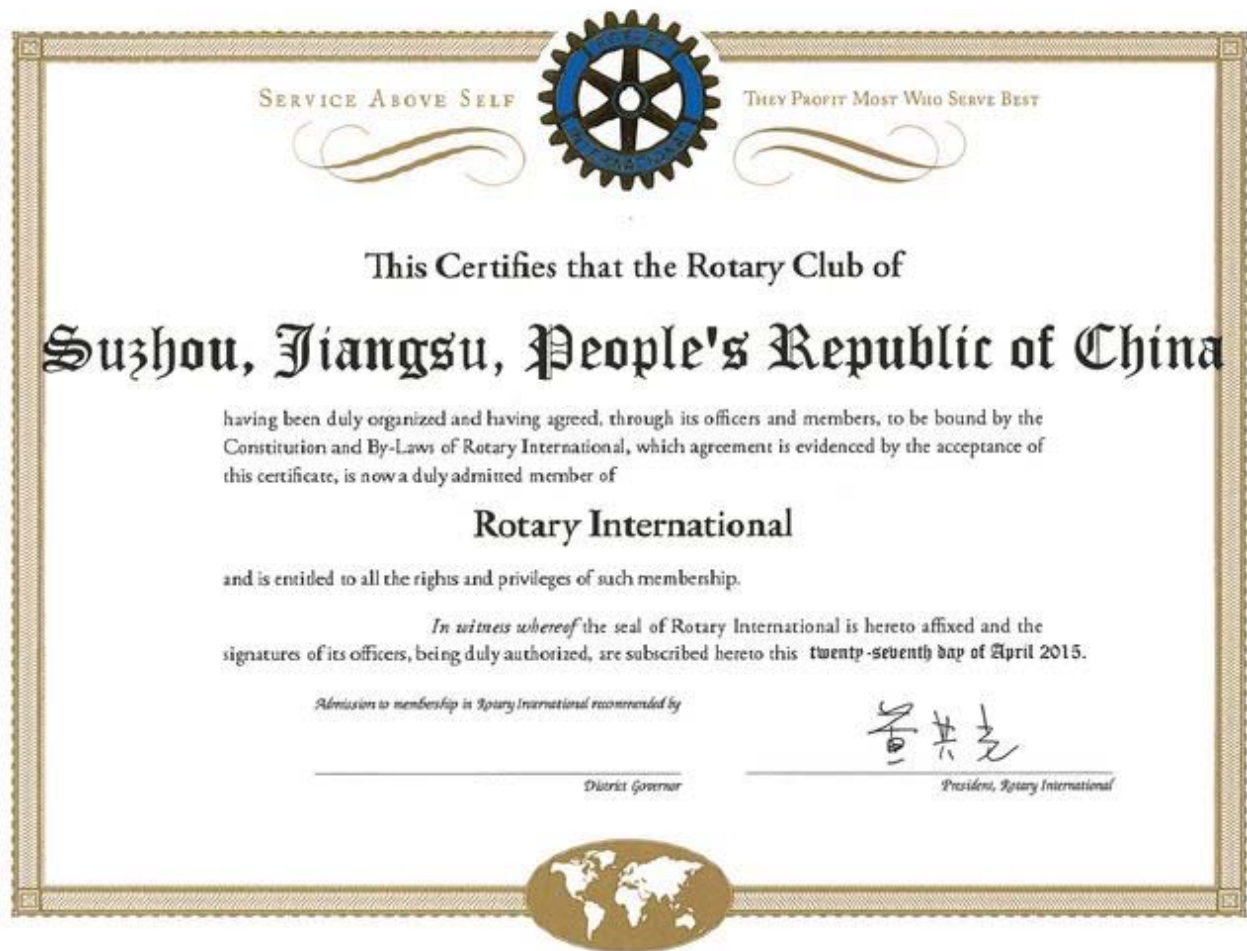 SERVICE ABOVE SELF
ROTARY
INTERNATIONAL
THEY PROFIT MOST WHO SERVE BEST
This Certifies that the Rotary Club of
Suzhou, Jiangsu, People's Republic of China
having been duly organized and having agreed, through its officers and members, to be bound by the
Constitution and By-Laws of Rotary International, which agreement is evidenced by the acceptance of
this certificate, is now a duly admitted member of
Rotary International
and is entitled to all the rights and privileges of such membership.
In witness whereof the seal of Rotary International is hereto affixed and the
signatures of its officers, being duly authorized, are subscribed hereto this twenty-seventh day of April 2015.
Admission to membership in Rotary International recommended by
District Governor
President, Rotary International